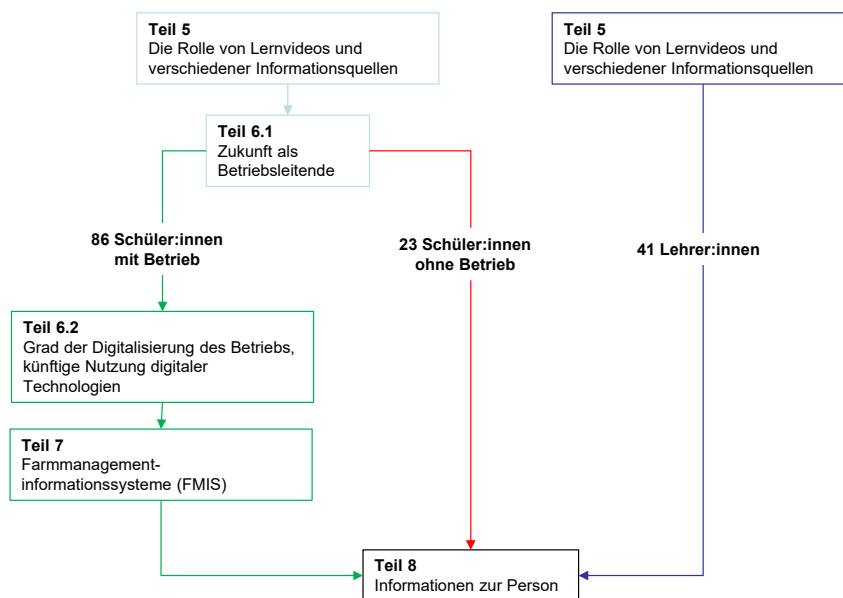 Teil 5
Die Rolle von Lernvideos und
verschiedener Informationsquellen
Teil 5
Die Rolle von Lernvideos und
verschiedener Informationsquellen
Teil 6.1
Zukunft als
Betriebsleitende
86 Schüler:innen
mit Betrieb
23 Schüler:innen
ohne Betrieb
41 Lehrer:innen
Teil 6.2
Grad der Digitalisierung des Betriebs,
künftige Nutzung digitaler
Technologien
Teil 7
Farmmanagement-
informationssysteme (FMIS)
Teil 8
Informationen zur Person